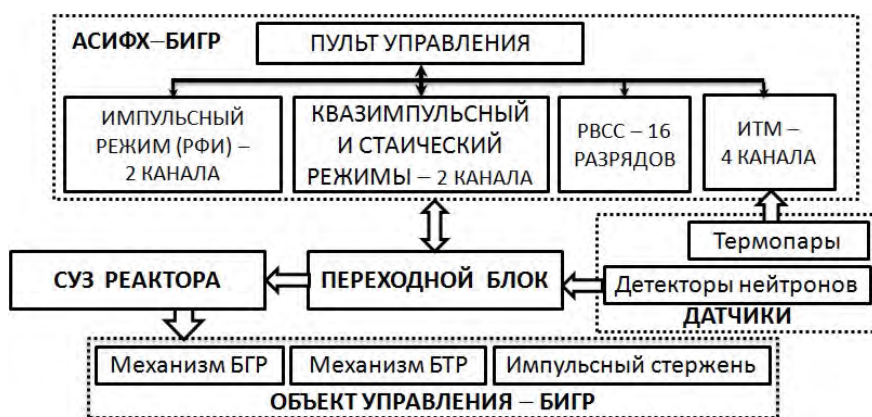 АСИФХ–БИГР
ПУЛЬТ УПРАВЛЕНИЯ
ИМПУЛЬСНЫЙ
РЕЖИМ (РФИ) –
2 КАНАЛА
КВАЗИМПУЛЬСНЫЙ
И СТАИЧЕСКИЙ
РЕЖИМЫ – 2 КАНАЛА
РВСС – 16
РАЗРЯДОВ
ИТМ –
4 КАНАЛА
Термопары
СУЗ РЕАКТОРА
ПЕРЕХОДНОЙ БЛОК
Детекторы нейтронов
ДАТЧИКИ
Механизм БГР
Механизм БТР
Импульсный стержень
ОБЪЕКТ УПРАВЛЕНИЯ – БИГР